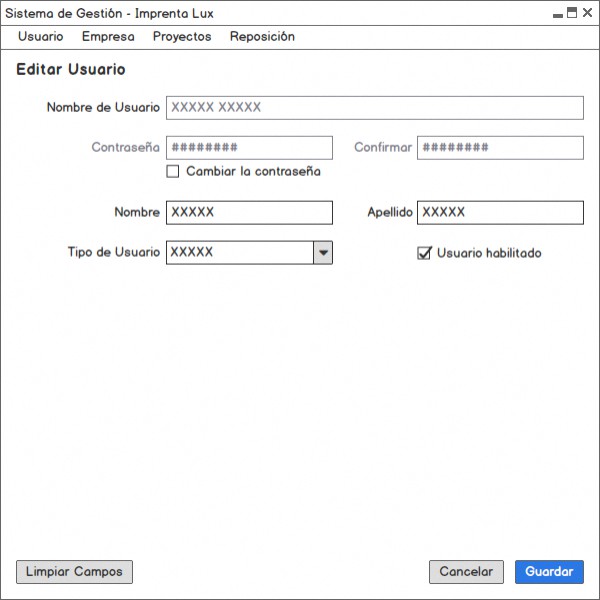 Sistema de Gestión - Imprenta Lux
Usuario Empresa Proyectos Reposición
Editar Usuario
Nombre de Usuario XXXXX XXXXX
Contraseña ######## Confirmar ########
Cambiar la contraseña
Nombre XXXXX Apellido XXXXX
Tipo de Usuario XXXXX Usuario habilitado
Limpiar Campos Cancelar Guardar